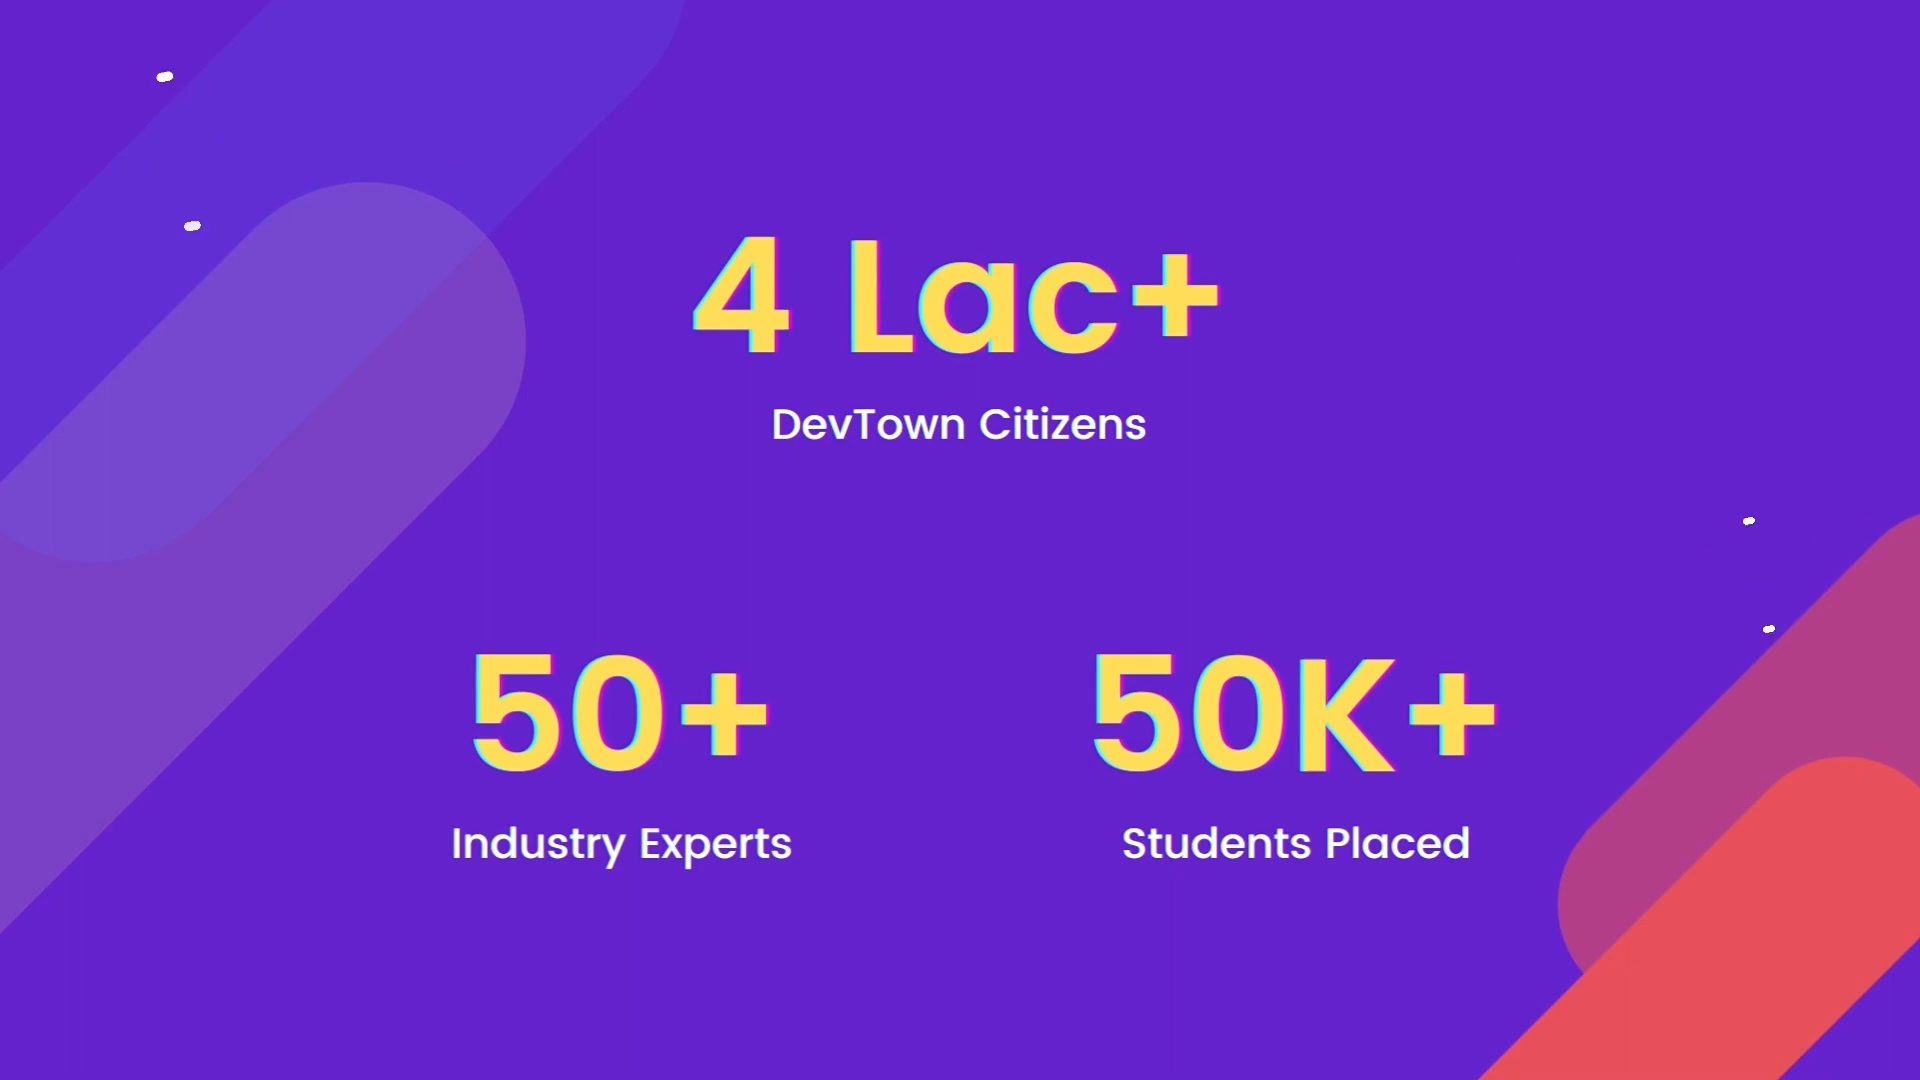 4 Lac+
DevTown Citizens
50+
Industry Experts
50K+
Students Placed